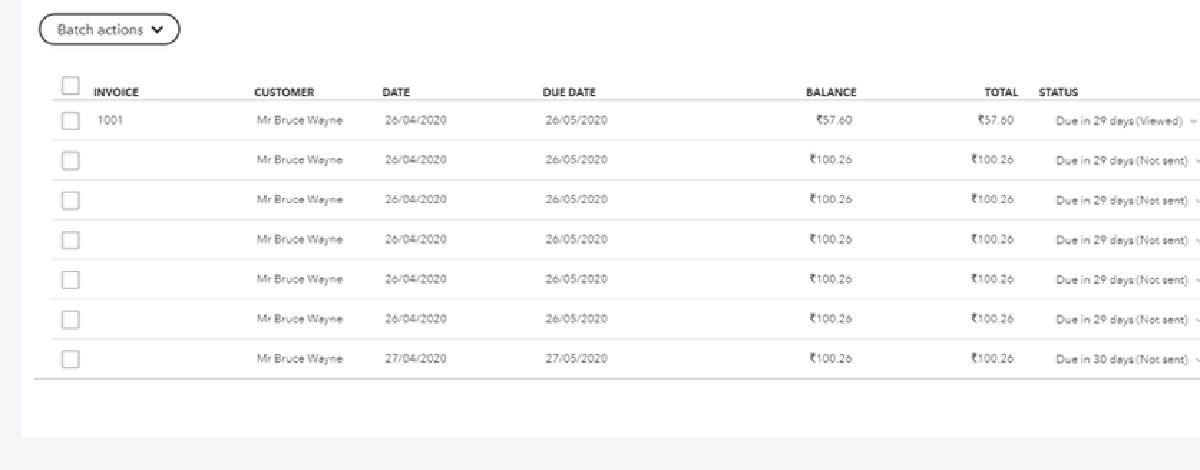 Batch actions
INVOICE CUSTOMER DATE DUE DATE BALANCE TOTAL STATUS
1001 Mr Bruce Wayne 26/04/2020 26/05/2020 ₹57.60 ₹57.60 Due in 29 days (Viewed)
Mr Bruce Wayne 26/04/2020 26/05/2020 ₹100.26 ₹100.26 Due in 29 days (Not sent)
Mr Bruce Wayne 26/04/2020 26/05/2020 ₹100.26 ₹100.26 Due in 29 days (Not sent)
Mr Bruce Wayne 26/04/2020 26/05/2020 ₹100.26 ₹100.26 Due in 29 days (Not sent)
Mr Bruce Wayne 26/04/2020 26/05/2020 ₹100.26 ₹100.26 Due in 29 days (Not sent)
Mr Bruce Wayne 26/04/2020 26/05/2020 ₹100.26 ₹100.26 Due in 29 days (Not sent)
Mr Bruce Wayne 27/04/2020 27/05/2020 ₹100.26 ₹100.26 Due in 30 days (Not sent)